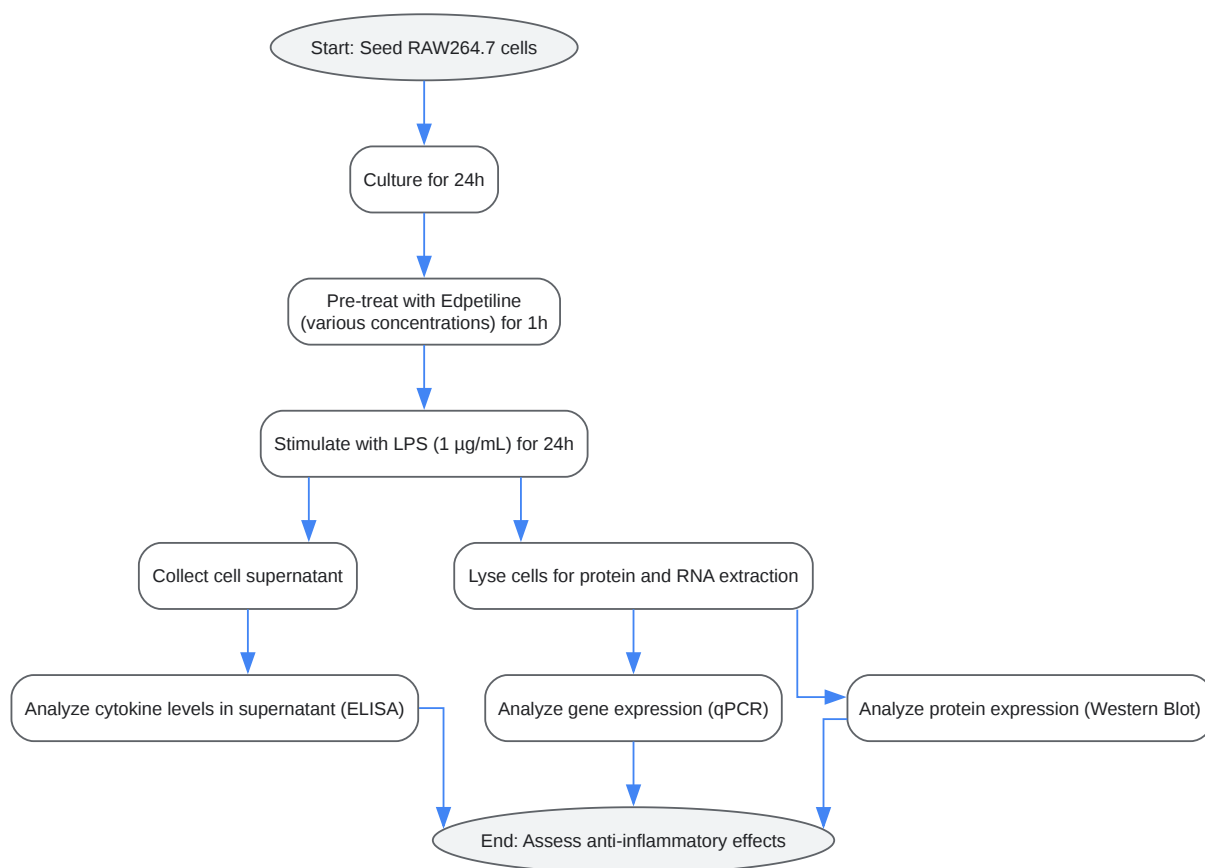 Start: Seed RAW264.7 cells
Culture for 24h
Pre-treat with Edpetiline
(various concentrations) for 1h
Stimulate with LPS (1 µg/mL) for 24h
Collect cell supernatant
Lyse cells for protein and RNA extraction
Analyze cytokine levels in supernatant (ELISA)
Analyze gene expression (qPCR)
Analyze protein expression (Western Blot)
End: Assess anti-inflammatory effects